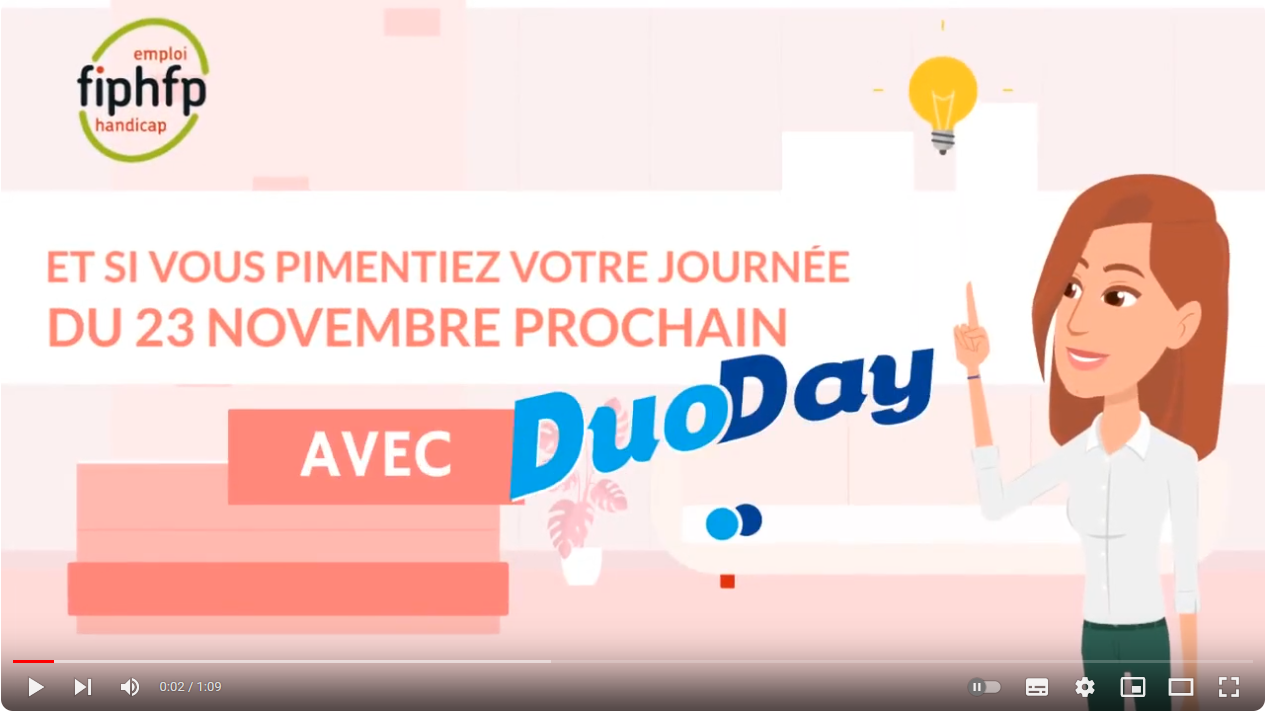 emploi
fiphfp
handicap
ET SI VOUS PIMENTIEZ VOTRE JOURNÉE
DU 23 NOVEMBRE PROCHAIN
AVEC
DuoDay
0:02 / 1:09